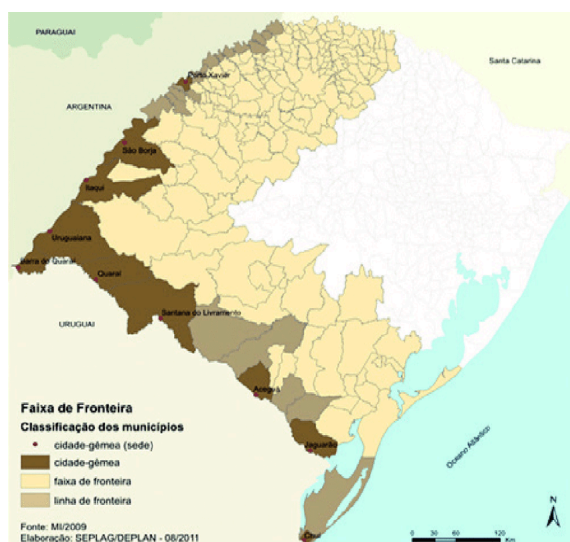 PARAGUAI
Santa Catarina
Porto Xavier
ARGENTINA
São Borja
Itaqui
Uruguaiana
Barra do Quaraí
Quaraí
Santana do Livramento
URUGUAI
Aceguá
Jaguarão
Oceano Atlântico
Chuí
Faixa de Fronteira
Classificação dos municípios
cidade-gêmea (sede)
cidade-gêmea
faixa de fronteira
linha de fronteira
Fonte: MI/2009
Elaboração: SEPLAG/DEPLAN - 08/2011
N
120 60 0 120
Km